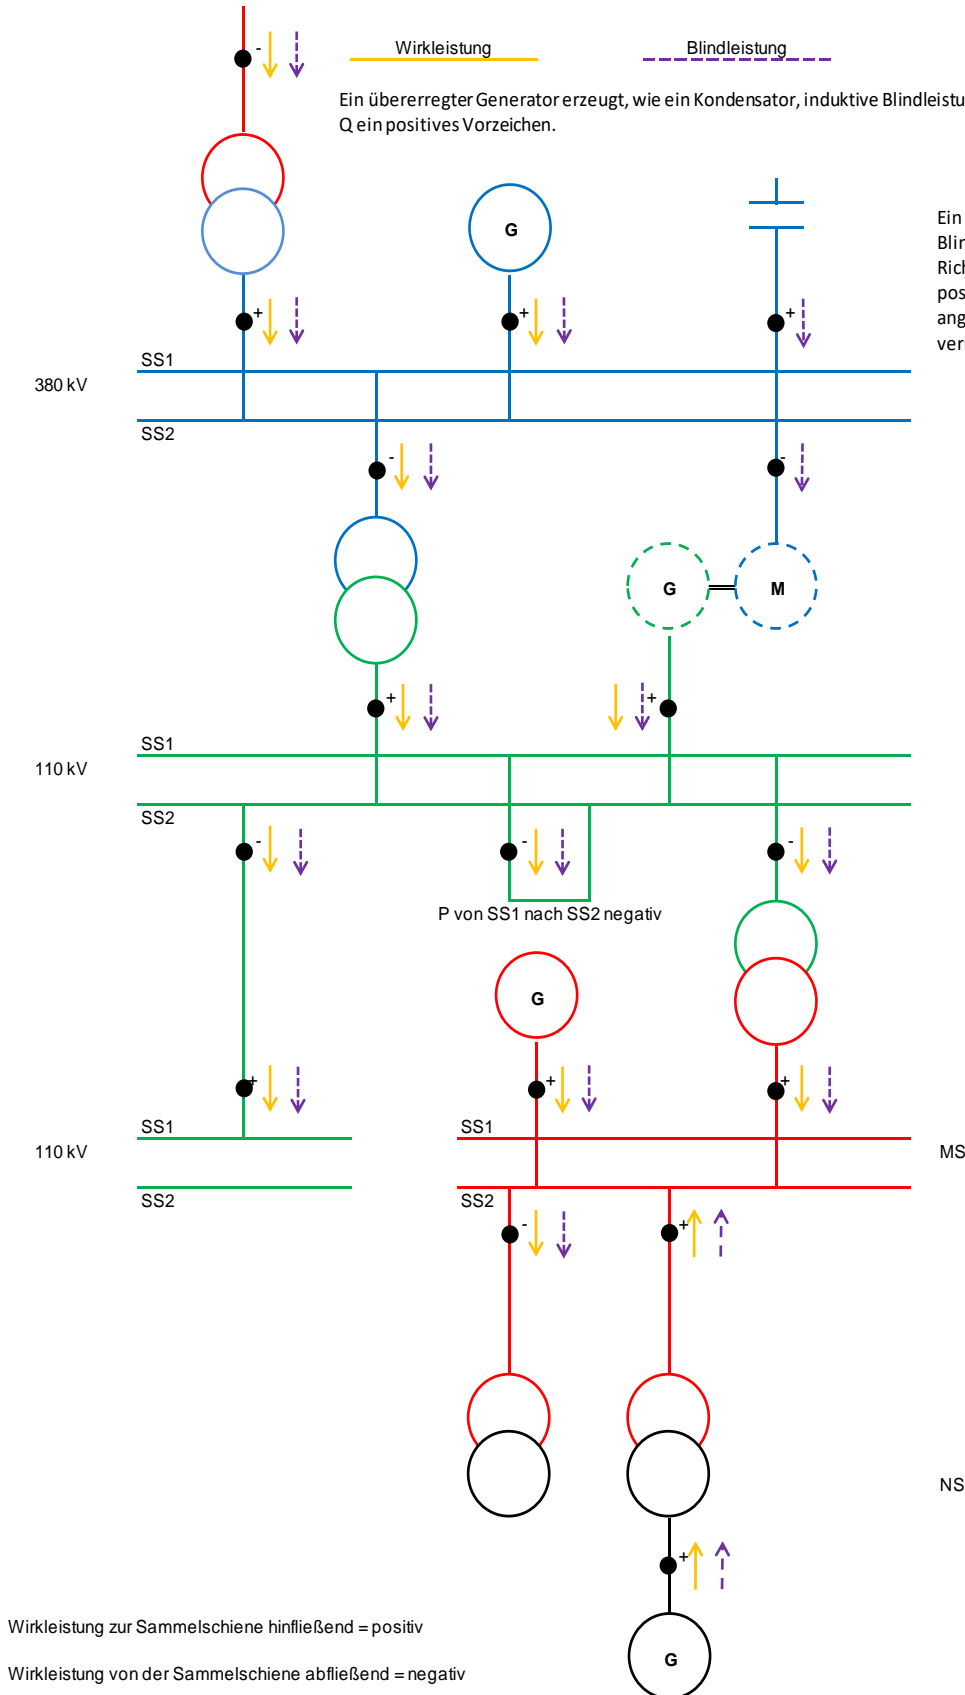 -
Wirkleistung
Blindleistung
Ein übererregter Generator erzeugt, wie ein Kondensator, induktive
Q ein positives Vorzeichen.
G
Ein
+
+
+
SS1
380 kV
SS2
-
-
G
M
+
+
SS1
110 kV
SS2
-
-
-
P von SS1 nach SS2 negativ
G
+
+
+
SS1
SS1
110 kV
MS
SS2
SS2
-
+
NS
+
G
Wirkleistung zur Sammelschiene hinfließend = positiv
Wirkleistung von der Sammelschiene abfließend = negativ